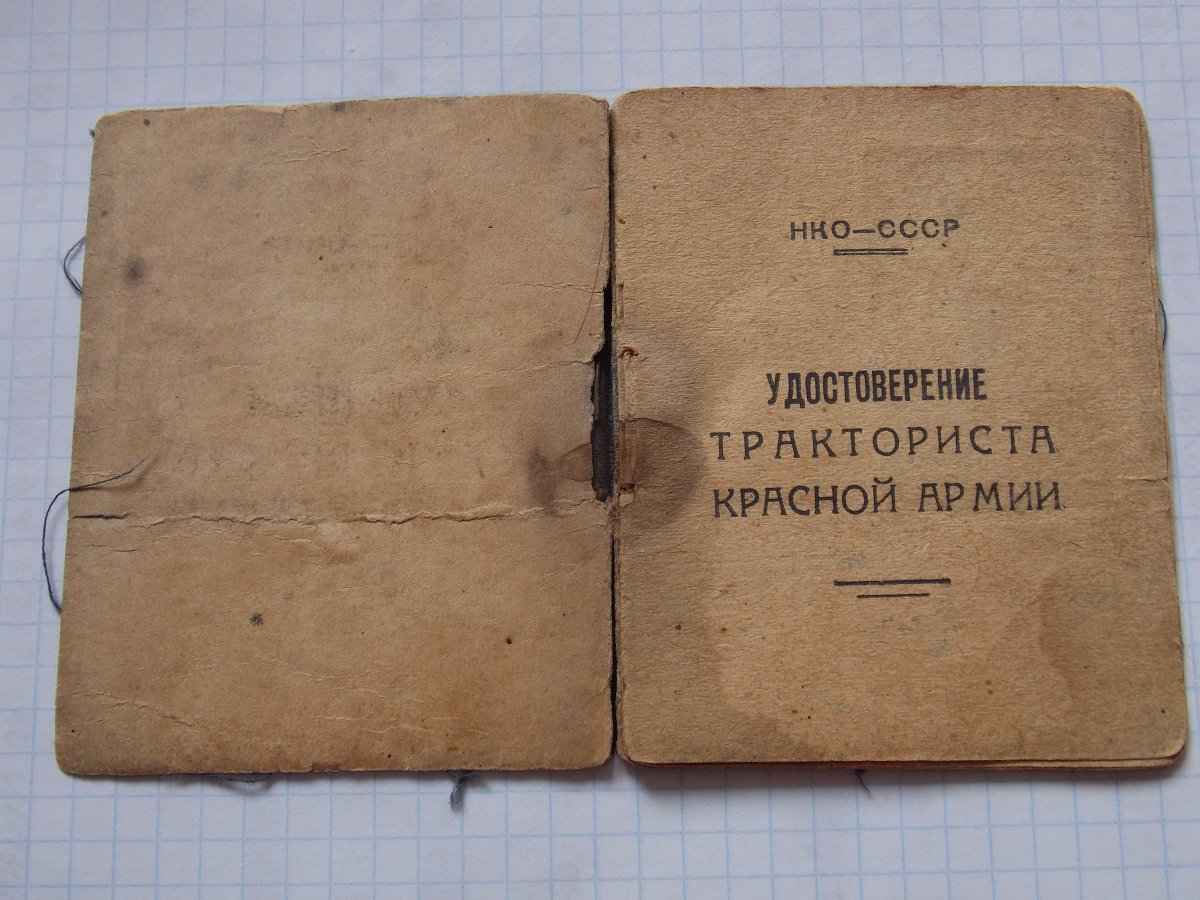 НКО—СССР
УДОСТОВЕРЕНИЕ
ТРАКТОРИСТА
КРАСНОЙ АРМИИ